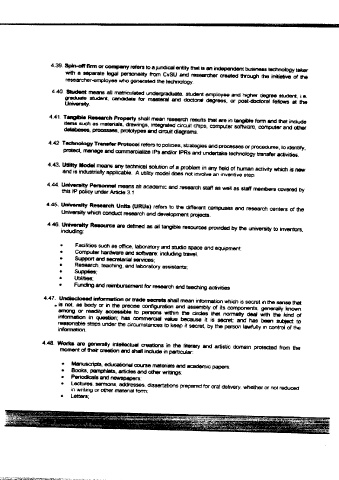 4.39. Spin-off firm or company refers to a juridical entity that is an independent business technology taker
with a separate legal personality from CvSU and researcher created through the initiative of the
researcher-employee who generated the technology.
4.40. Student means all matriculated undergraduate, student employee and higher degree student, i.e.
graduate student, candidate for masteral and doctoral degrees, or post-doctoral fellows at the
University.
4.41. Tangible Research Property shall mean research results that are in tangible form and that include
items such as materials, drawings, integrated circuit chips, computer software, computer and other
databases, processes, prototypes and circuit diagrams.
4.42 Technology Transfer Protocol refers to policies, strategies and processes or procedures, to identify,
protect, manage and commercialize IPs and/or IPRs and undertake technology transfer activities.
4.43. Utility Model means any technical solution of a problem in any field of human activity which is new
and is industrially applicable. A utility model does not involve an inventive step.
4.44. University Personnel means all academic and research staff as well as staff members covered by
this IP policy under Article 3.1
4.45. University Research Units (URUs) refers to the different campuses and research centers of the
University which conduct research and development projects.
4.46. University Resource are defined as all tangible resources provided by the university to inventors,
including:
• Facilities such as office, laboratory and studio space and equipment;
• Computer hardware and software; including travel;
• Support and secretarial services;
• Research, teaching, and laboratory assistants;
• Supplies;
• Utilities;
• Funding and reimbursement for research and teaching activities
4.47. Undisclosed information or trade secrets shall mean information which is secret in the sense that
is not, as body or in the precise configuration and assembly of its components, generally known
among or readily accessible to persons within the circles that normally deal with the kind of
information in question; has commercial value because it is secret; and has been subject to
reasonable steps under the circumstances to keep it secret, by the person lawfully in control of the
information.
4.48. Works are generally intellectual creations in the literary and artistic domain protected from the
moment of their creation and shall include in particular:
• Manuscripts, educational course materials and academic papers.
• Books, pamphlets, articles and other writings;
• Periodicals and newspapers;
• Lectures, sermons, addresses, dissertations prepared for oral delivery, whether or not reduced
in writing or other material form;
• Letters;